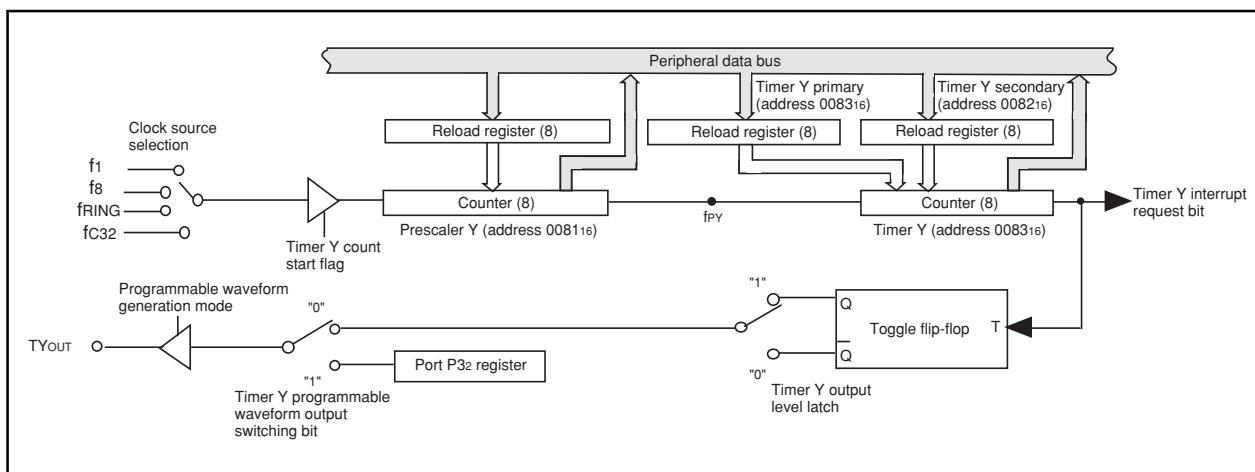 Peripheral data bus
Timer Y primary
(address 008316)
Timer Y secondary
(address 008216)
Clock source
selection
Reload register (8)
Reload register (8)
Reload register (8)
f1
f8
fRING
fC32
Counter (8)
fPY
Counter (8)
Timer Y interrupt
request bit
Prescaler Y (address 008116)
Timer Y (address 008316)
Timer Y count
start flag
Programmable waveform
generation mode
"0"
"1"
Q
Toggle flip-flop
T
TYOUT
Q
"1"
Port P32 register
"0"
Timer Y programmable
waveform output
switching bit
Timer Y output
level latch